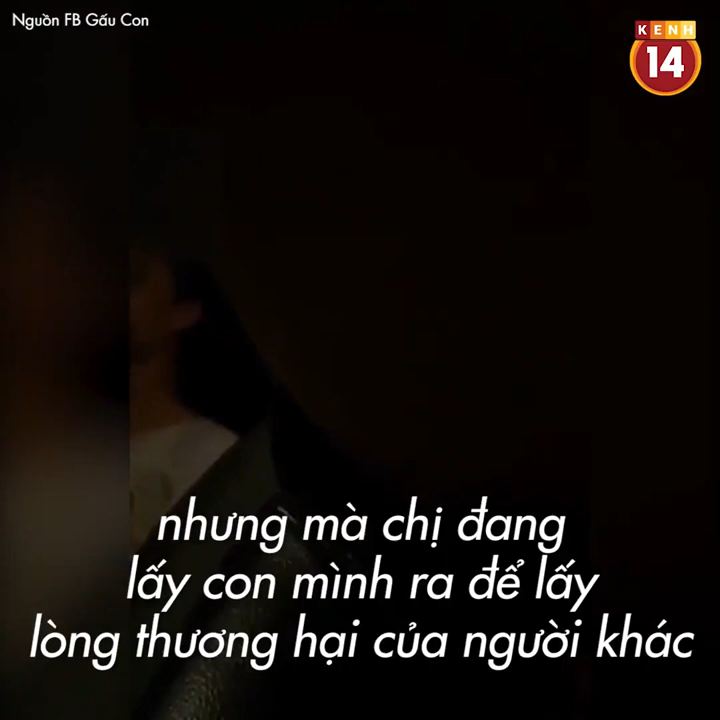 Nguồn FB Gấu Con
KENH
14
nhưng mà chị đang
lấy con mình ra để lấy
lòng thương hại của người khác